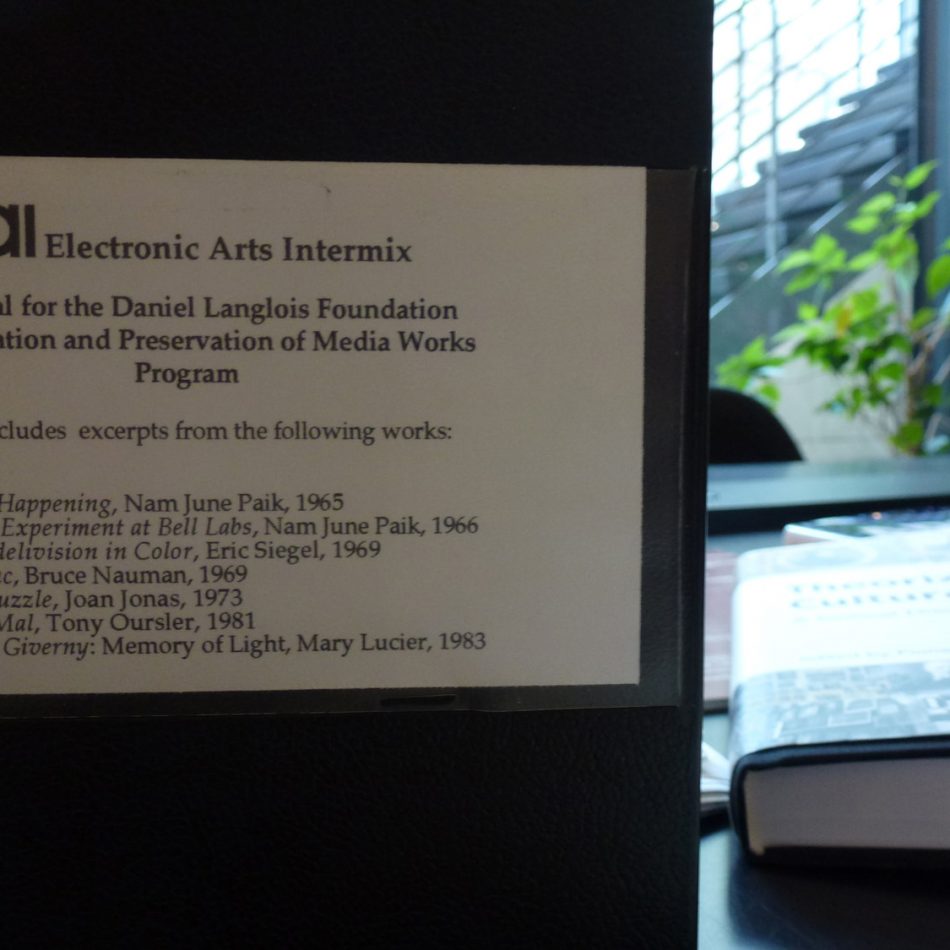 aı Electronic Arts Intermix
al for the Daniel Langlois Foundation
ation and Preservation of Media Works
Program
cludes excerpts from the following works:
Happening, Nam June Paik, 1965
Experiment at Bell Labs, Nam June Paik, 1966
delivision in Color, Eric Siegel, 1969
ac, Bruce Nauman, 1969
uzzle, Joan Jonas, 1973
Mal, Tony Oursler, 1981
Giverny: Memory of Light, Mary Lucier, 1983